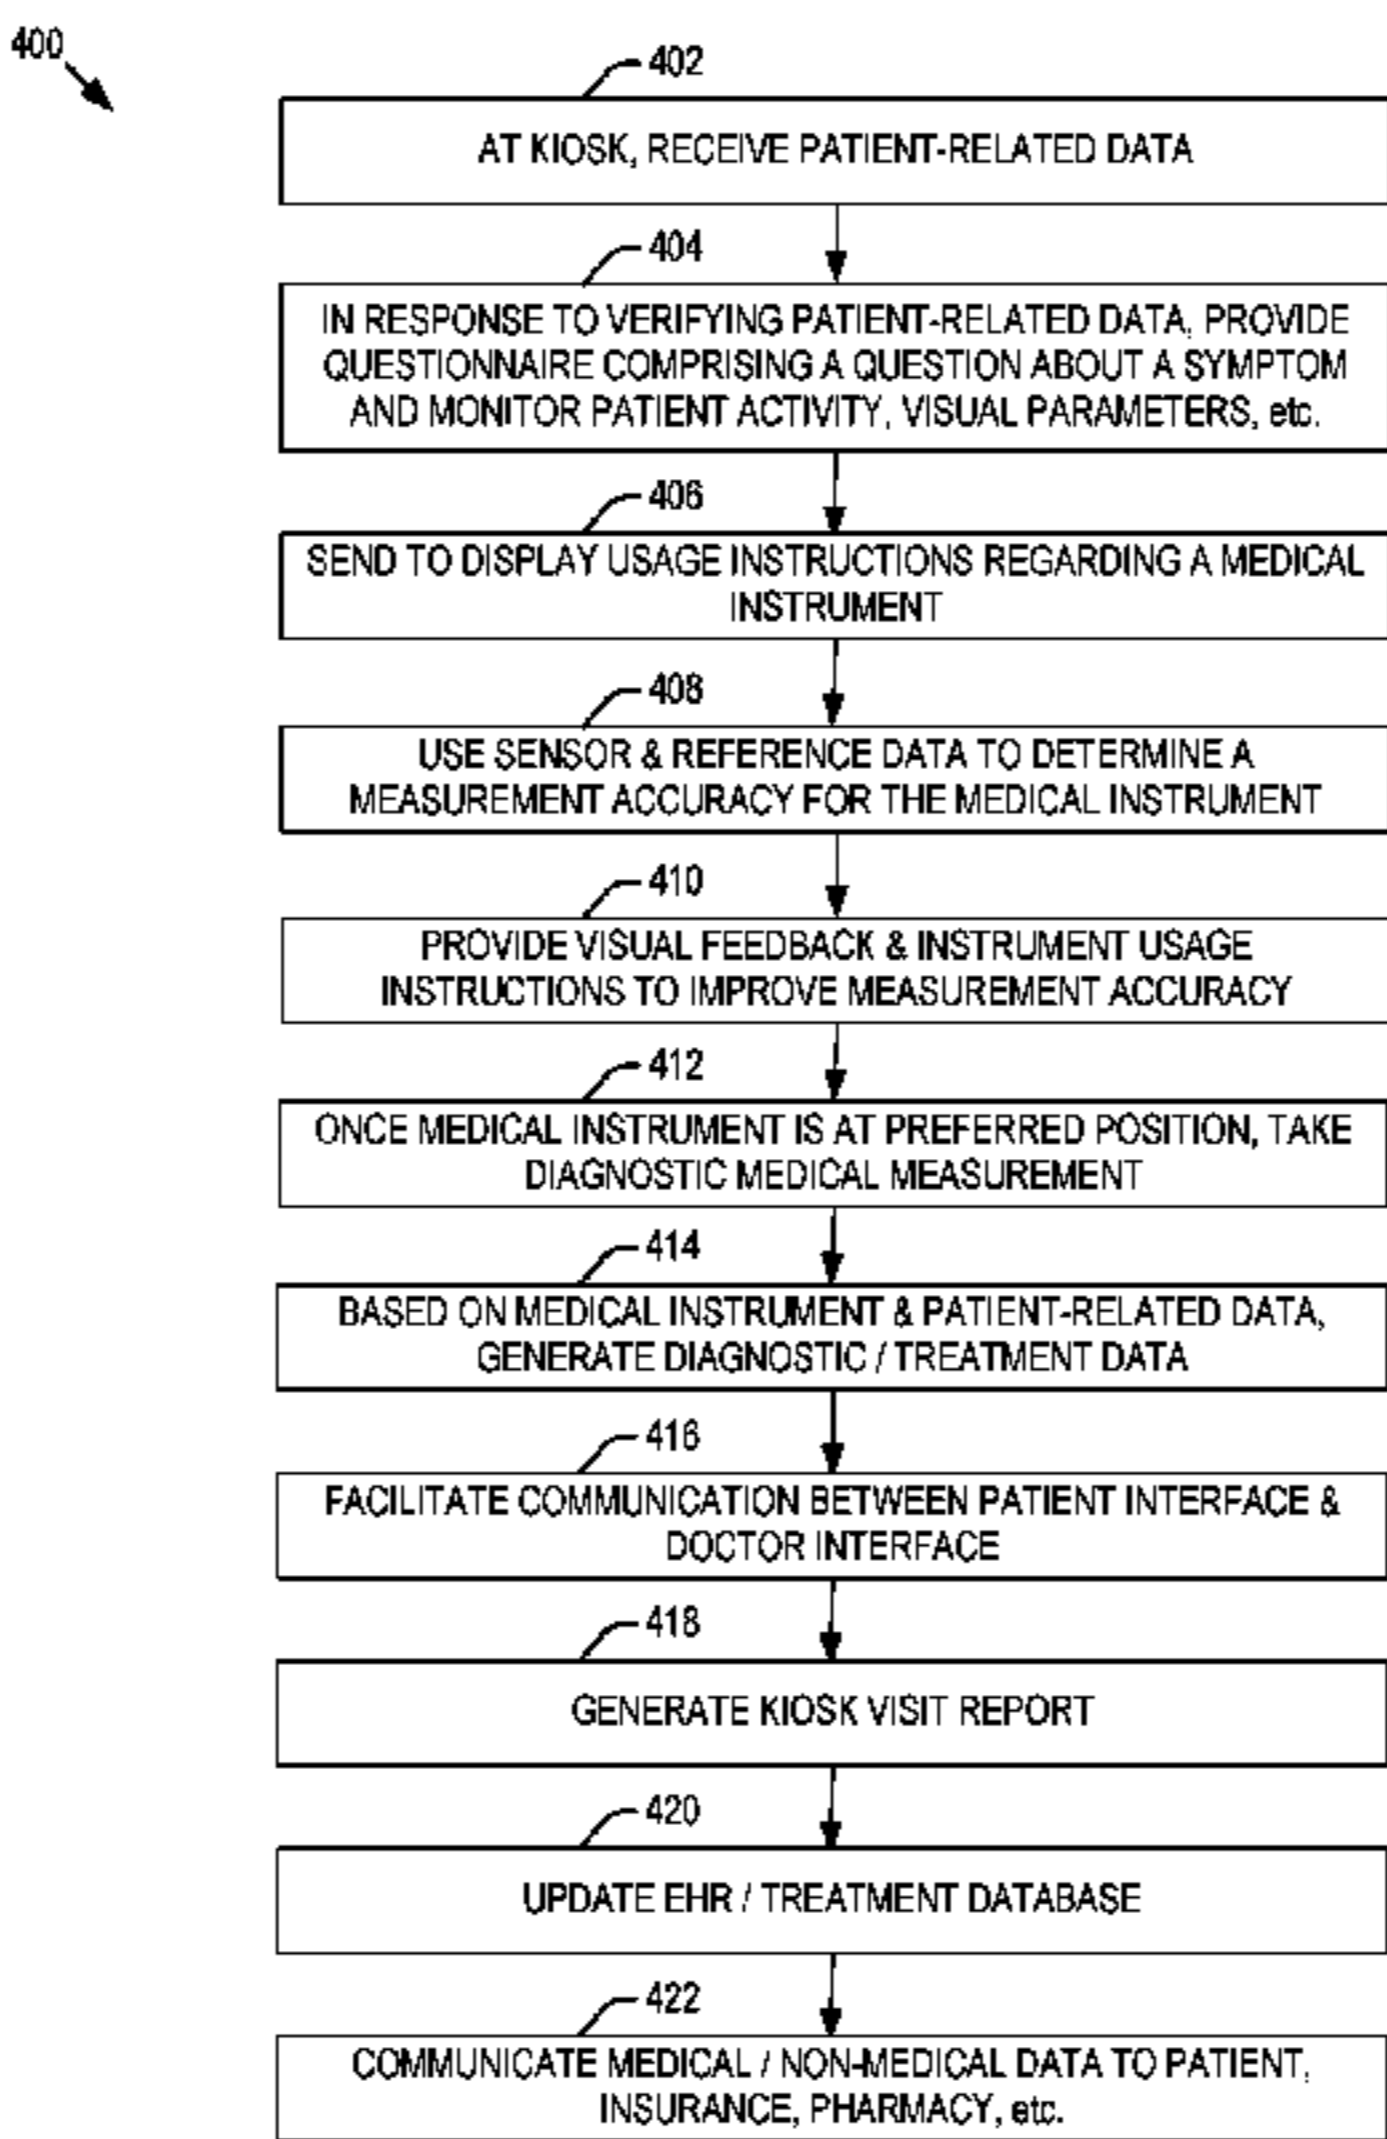 400
402
AT KIOSK, RECEIVE PATIENT-RELATED DATA
404
IN RESPONSE TO VERIFYING PATIENT-RELATED DATA, PROVIDE
QUESTIONNAIRE COMPRISING A QUESTION ABOUT A SYMPTOM
AND MONITOR PATIENT ACTIVITY, VISUAL PARAMETERS, etc.
406
SEND TO DISPLAY USAGE INSTRUCTIONS REGARDING A MEDICAL
INSTRUMENT
408
USE SENSOR & REFERENCE DATA TO DETERMINE A
MEASUREMENT ACCURACY FOR THE MEDICAL INSTRUMENT
410
PROVIDE VISUAL FEEDBACK & INSTRUMENT USAGE
INSTRUCTIONS TO IMPROVE MEASUREMENT ACCURACY
412
ONCE MEDICAL INSTRUMENT IS AT PREFERRED POSITION, TAKE
DIAGNOSTIC MEDICAL MEASUREMENT
414
BASED ON MEDICAL INSTRUMENT & PATIENT-RELATED DATA,
GENERATE DIAGNOSTIC / TREATMENT DATA
416
FACILITATE COMMUNICATION BETWEEN PATIENT INTERFACE &
DOCTOR INTERFACE
418
GENERATE KIOSK VISIT REPORT
420
UPDATE EHR / TREATMENT DATABASE
422
COMMUNICATE MEDICAL / NON-MEDICAL DATA TO PATIENT,
INSURANCE, PHARMACY, etc.